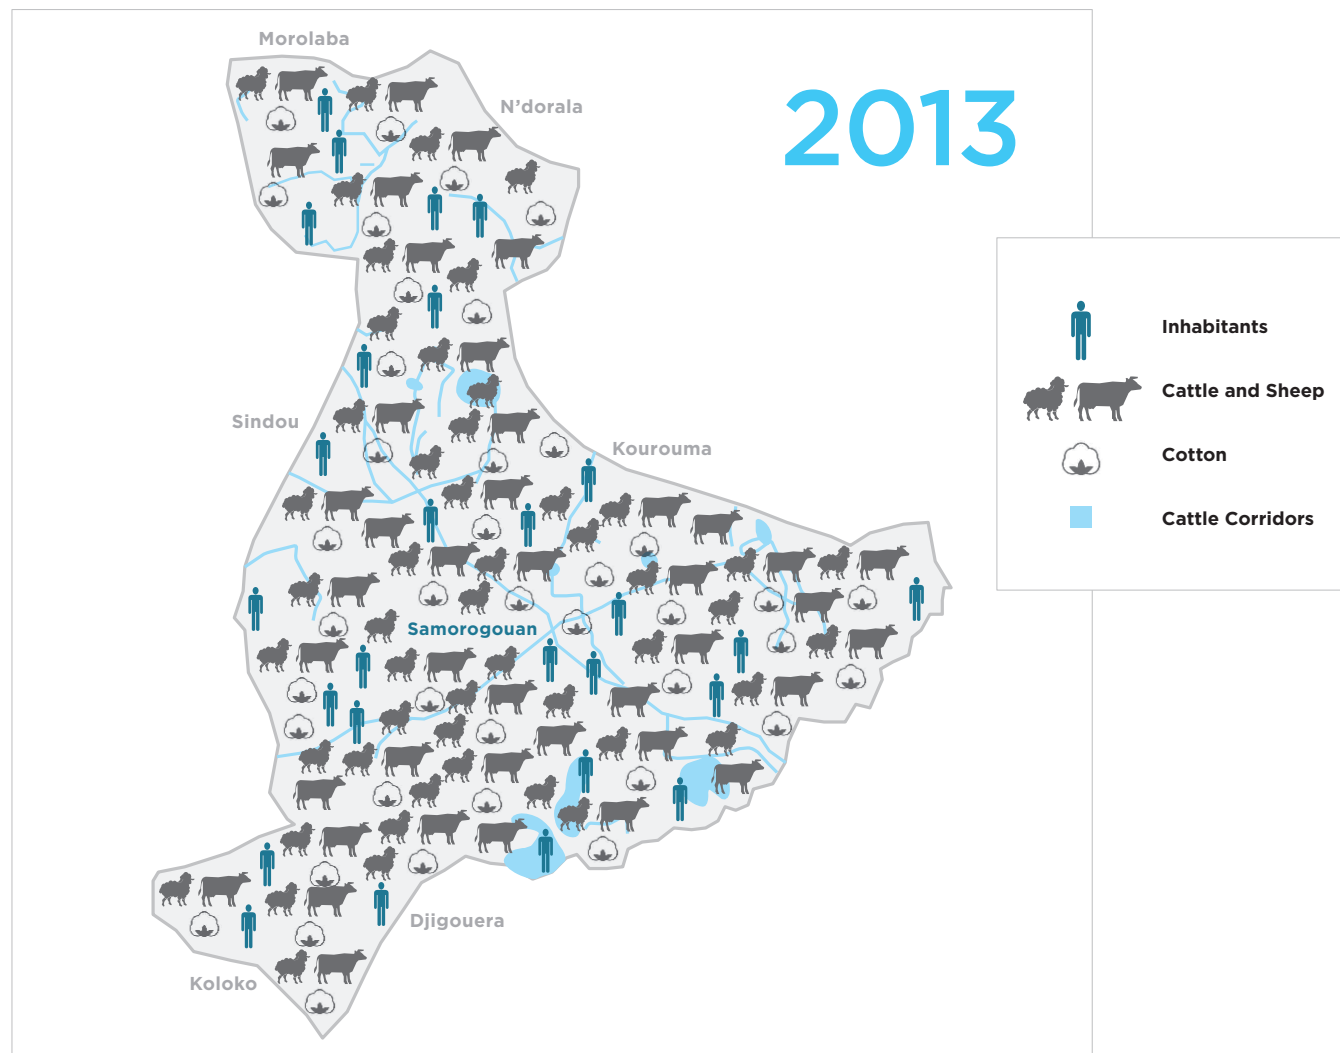 Morolaba
N'dorala
2013
Inhabitants
Cattle and Sheep
Sindou
Kourouma
Cotton
Cattle Corridors
Samorogouan
Djigouera
Koloko